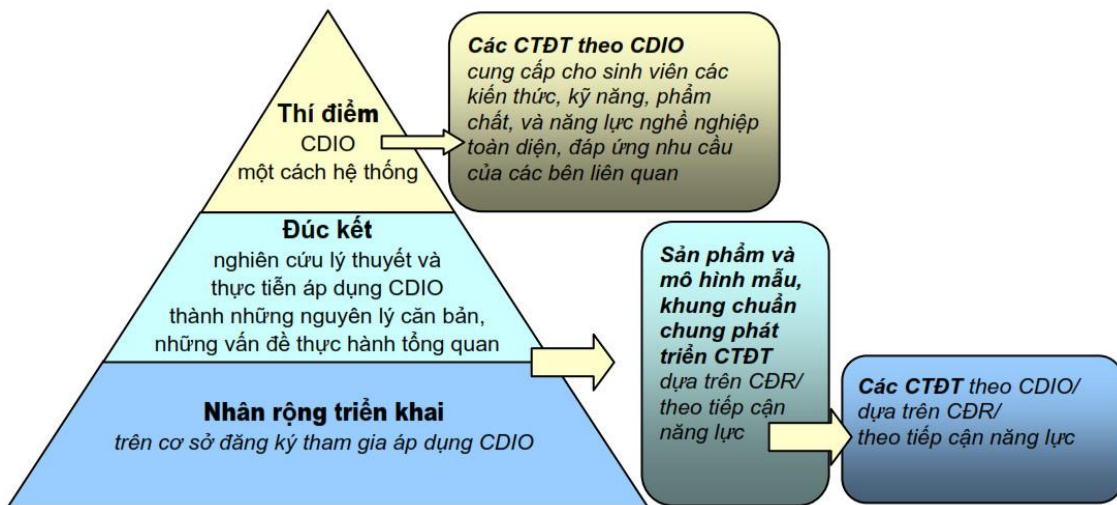 Thí điểm
CDIO
một cách hệ thống
Các CTĐT theo CDIO
cung cấp cho sinh viên các
kiến thức, kỹ năng, phẩm
chất, và năng lực nghề nghiệp
toàn diện, đáp ứng nhu cầu
của các bên liên quan
Đúc kết
nghiên cứu lý thuyết và
thực tiễn áp dụng CDIO
thành những nguyên lý căn bản,
những vấn đề thực hành tổng quan
Sản phẩm và
mô hình mẫu,
khung chuẩn
chung phát
triển CTĐT
dựa trên CĐR/
theo tiếp cận
năng lực
Nhân rộng triển khai
trên cơ sở đăng ký tham gia áp dụng CDIO
Các CTĐT theo CDIO/
dựa trên CĐR/
theo tiếp cận năng lực